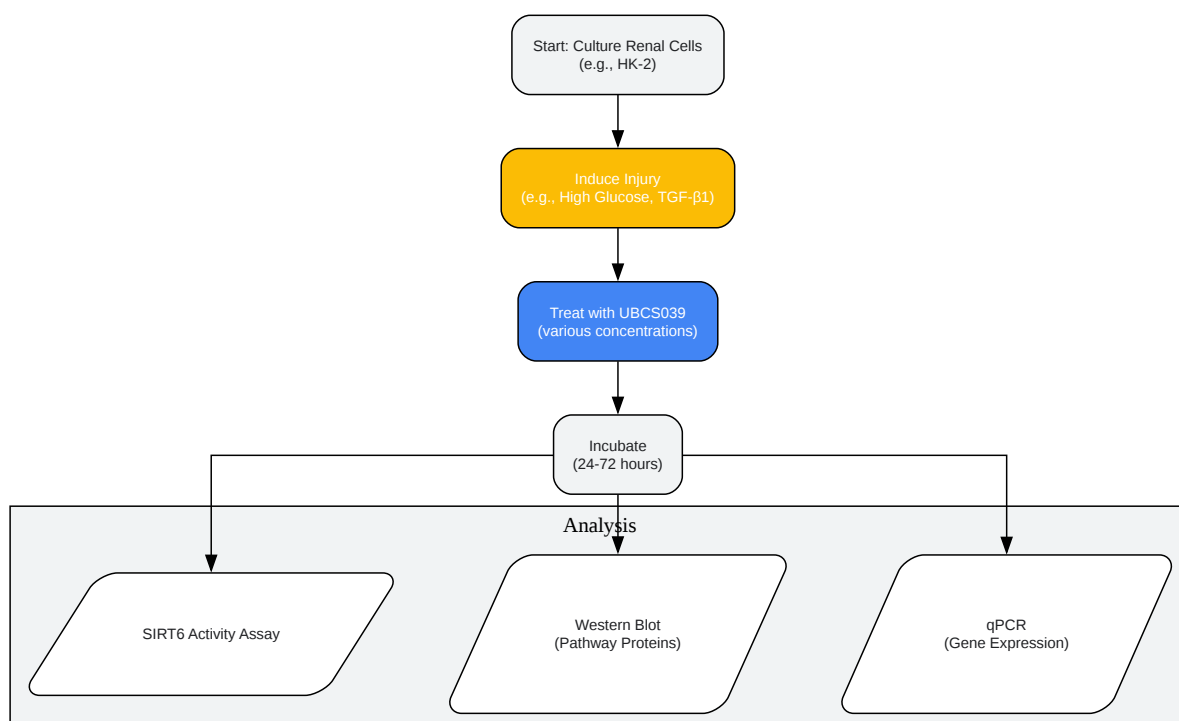 Start: Culture Renal Cells
(e.g., HK-2)
Induce Injury
(e.g., High Glucose, TGF-β1)
Treat with UBCS039
(various concentrations)
Incubate
(24-72 hours)
Analysis
SIRT6 Activity Assay
Western Blot
(Pathway Proteins)
qPCR
(Gene Expression)